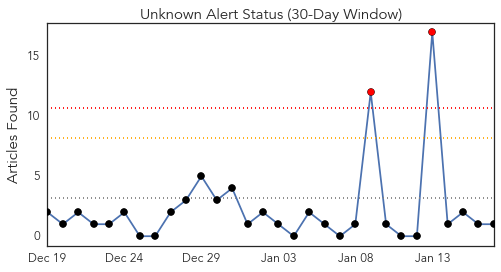 Unknown Alert Status (30-Day Window)
Articles Found
15
10
5
0
Dec 19 Dec 24 Dec 29 Jan 03 Jan 08 Jan 13